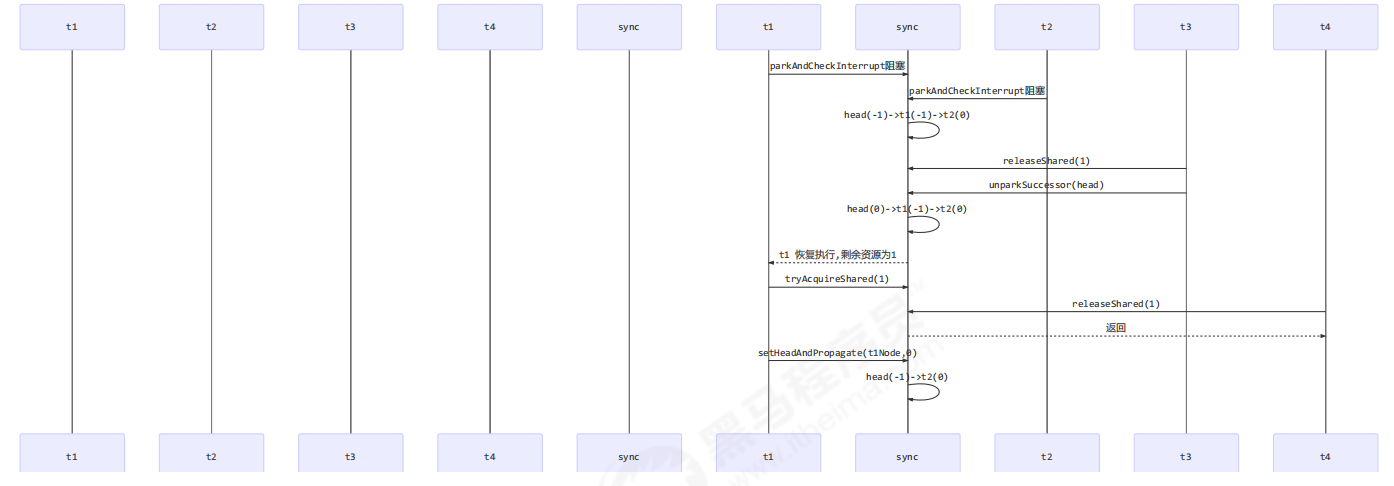 t1 t2 t3 t4 sync t1 sync t2 t3 t4
parkAndCheckInterrupt阻塞
parkAndCheckInterrupt阻塞
head(-1)->t1(-1)->t2(0)
releaseShared(1)
unparkSuccessor(head)
head(0)->t1(-1)->t2(0)
t1 恢复执行,剩余资源为1
tryAcquireShared(1)
releaseShared(1)
返回
setHeadAndPropagate(t1Node,0)
head(-1)->t2(0)
t1 t2 t3 t4 sync t1 sync t2 t3 t4
黑马程序员
www.itheima.com